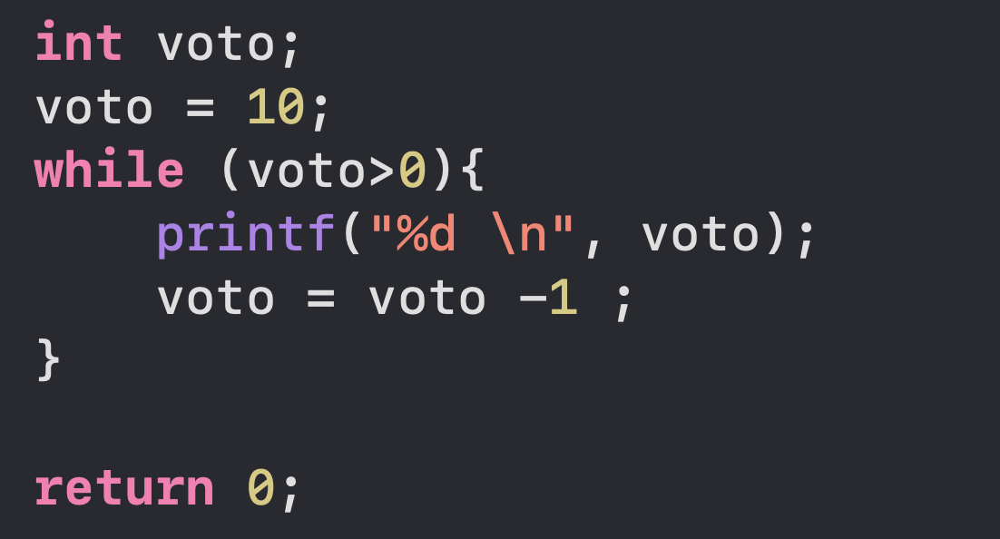 int voto;
voto = 10;
while (voto>0){
    printf("%d \n", voto);
    voto = voto -1 ;
}
return 0;